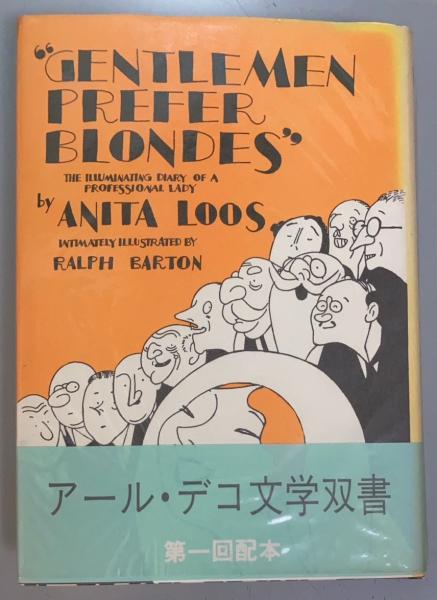 "GENTLEMEN
PREFER
BLONDES"
THE ILLUMINATING DIARY OF A
PROFESSIONAL LADY
by ANITA LOOS
INTIMATELY ILLUSTRATED BY
RALPH BARTON
アール・デコ文学双書
第一回配本